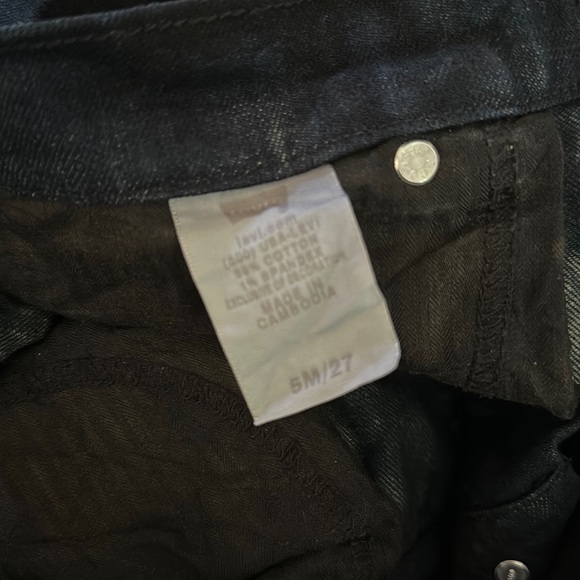 levi.com
(800) USA-LEVI
99% COTTON
1% SPANDEX
EXCLUSIVE OF DECORATION
MADE IN
CAMBODIA
5M/27